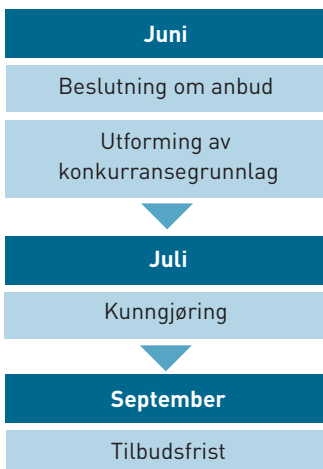 Juni
Beslutning om anbud
Utforming av
konkurransegrunnlag
Juli
Kunngjøring
September
Tilbudsfrist